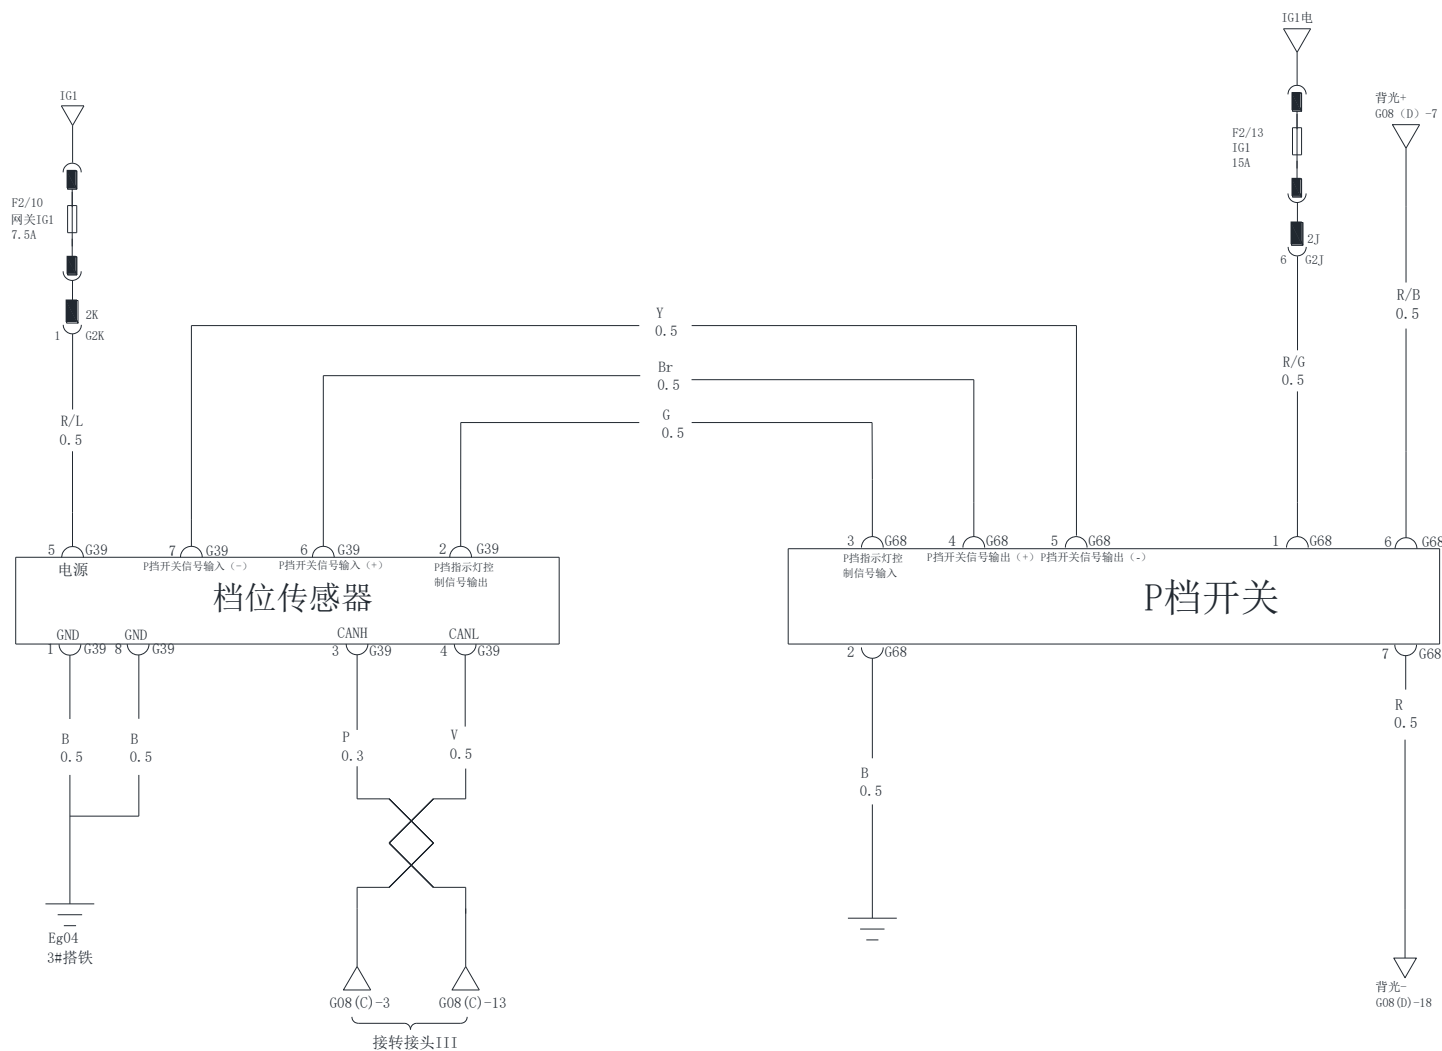 IG1电
IG1
背光+
G08（D）-7
F2/13
IG1
15A
F2/10
网关IG1
7.5A
2J
6 G2J
2K
1 G2K
R/B
0.5
Y
0.5
R/G
0.5
Br
0.5
G
0.5
R/L
0.5
5 G39
7 G39
6 G39
2 G39
3 G68
4 G68
5 G68
1 G68
6 G68
电源
P挡开关信号输入（-）
P挡开关信号输入（+）
P挡指示灯控
制信号输出
P挡指示灯控
制信号输入
P挡开关信号输出（+）
P挡开关信号输出（-）
档位传感器
P档开关
GND
GND
CANH
CANL
1 G39
8 G39
3 G39
4 G39
2 G68
7 G68
B
0.5
B
0.5
P
0.3
V
0.5
B
0.5
R
0.5
Eg04
3#搭铁
G08(C)-3
G08(C)-13
接转接头III
背光-
G08(D)-18